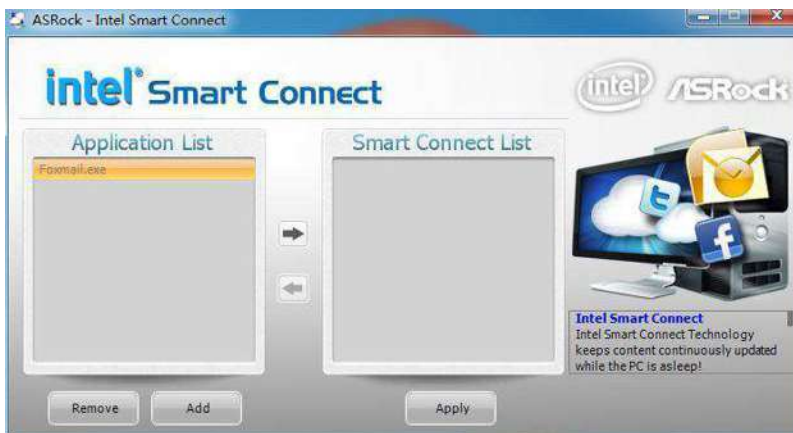 ASRock - Intel Smart Connect
intel® Smart Connect
intel® ASRock
Application List
Smart Connect List
Foxmail.exe
Intel Smart Connect
Intel Smart Connect Technology
keeps content continuously updated
while the PC is asleep!
Remove
Add
Apply